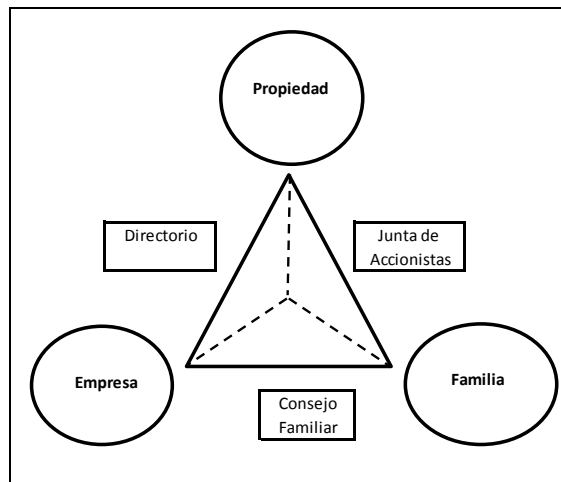 Propiedad
Directorio
Junta de
Accionistas
Empresa
Familia
Consejo
Familiar